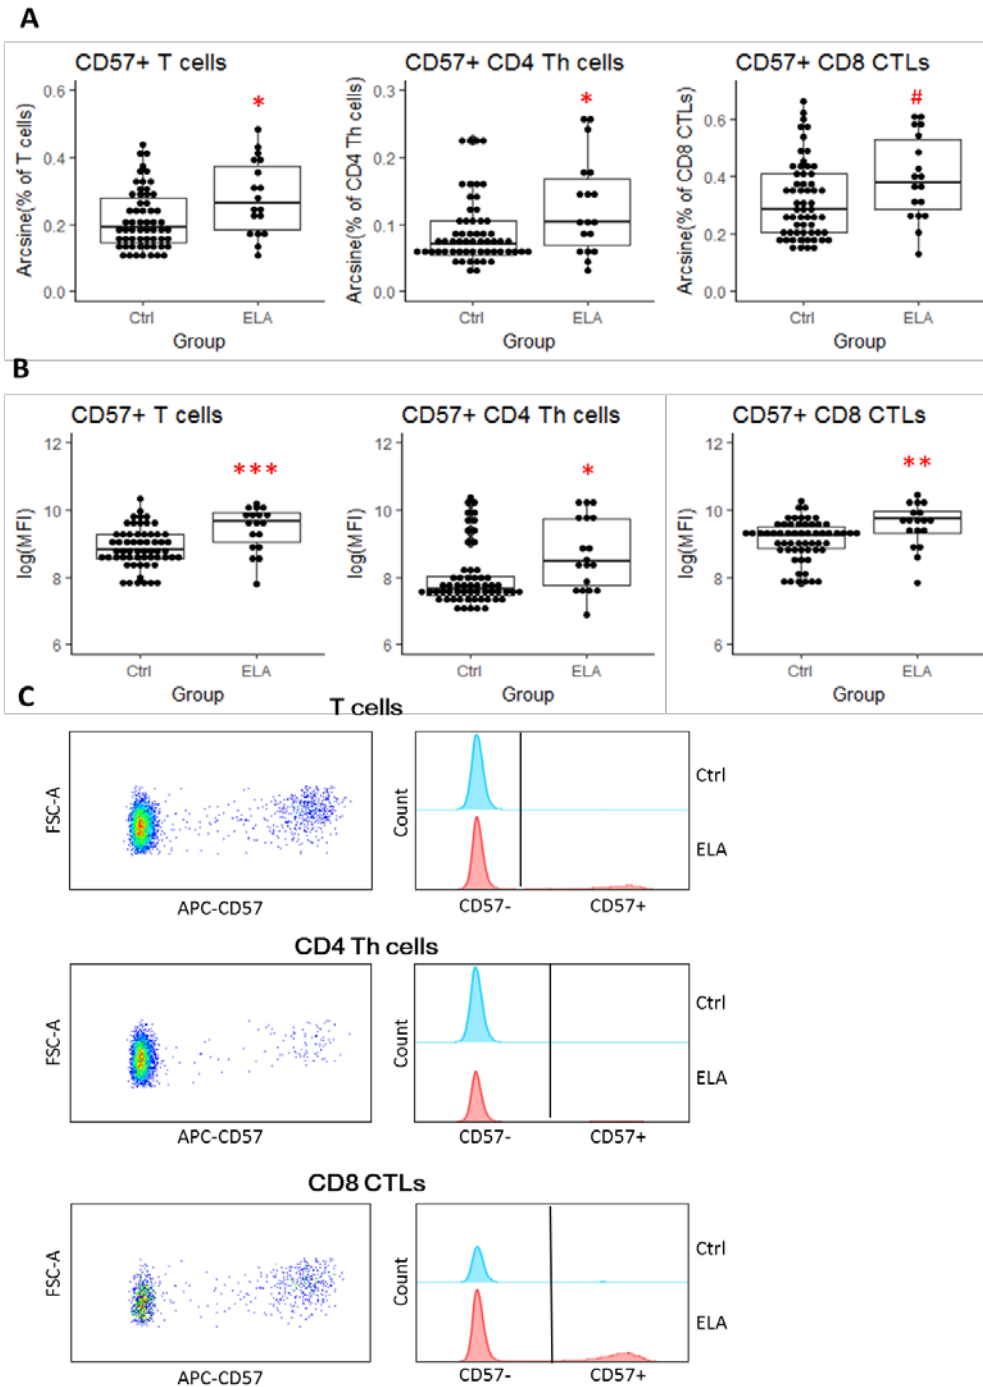 A
CD57+ T cells
CD57+ CD4 Th cells
CD57+ CD8 CTLs
Arcsine(% of T cells)
0.6
0.4
0.2
0.0
*
Ctrl
ELA
Group
Arcsine(% of CD4 Th cells)
0.3
0.2
0.1
0.0
*
Ctrl
ELA
Group
Arcsine(% of CD8 CTLs)
0.6
0.4
0.2
0.0
#
Ctrl
ELA
Group
B
CD57+ T cells
CD57+ CD4 Th cells
CD57+ CD8 CTLs
log(MFI)
12
10
8
6
***
Ctrl
ELA
Group
log(MFI)
12
10
8
6
*
Ctrl
ELA
Group
log(MFI)
12
10
8
6
**
Ctrl
ELA
Group
C
T cells
FSC-A
APC-CD57
Count
Ctrl
ELA
CD57-
CD57+
CD4 Th cells
FSC-A
APC-CD57
Count
Ctrl
ELA
CD57-
CD57+
CD8 CTLs
FSC-A
APC-CD57
Count
Ctrl
ELA
CD57-
CD57+